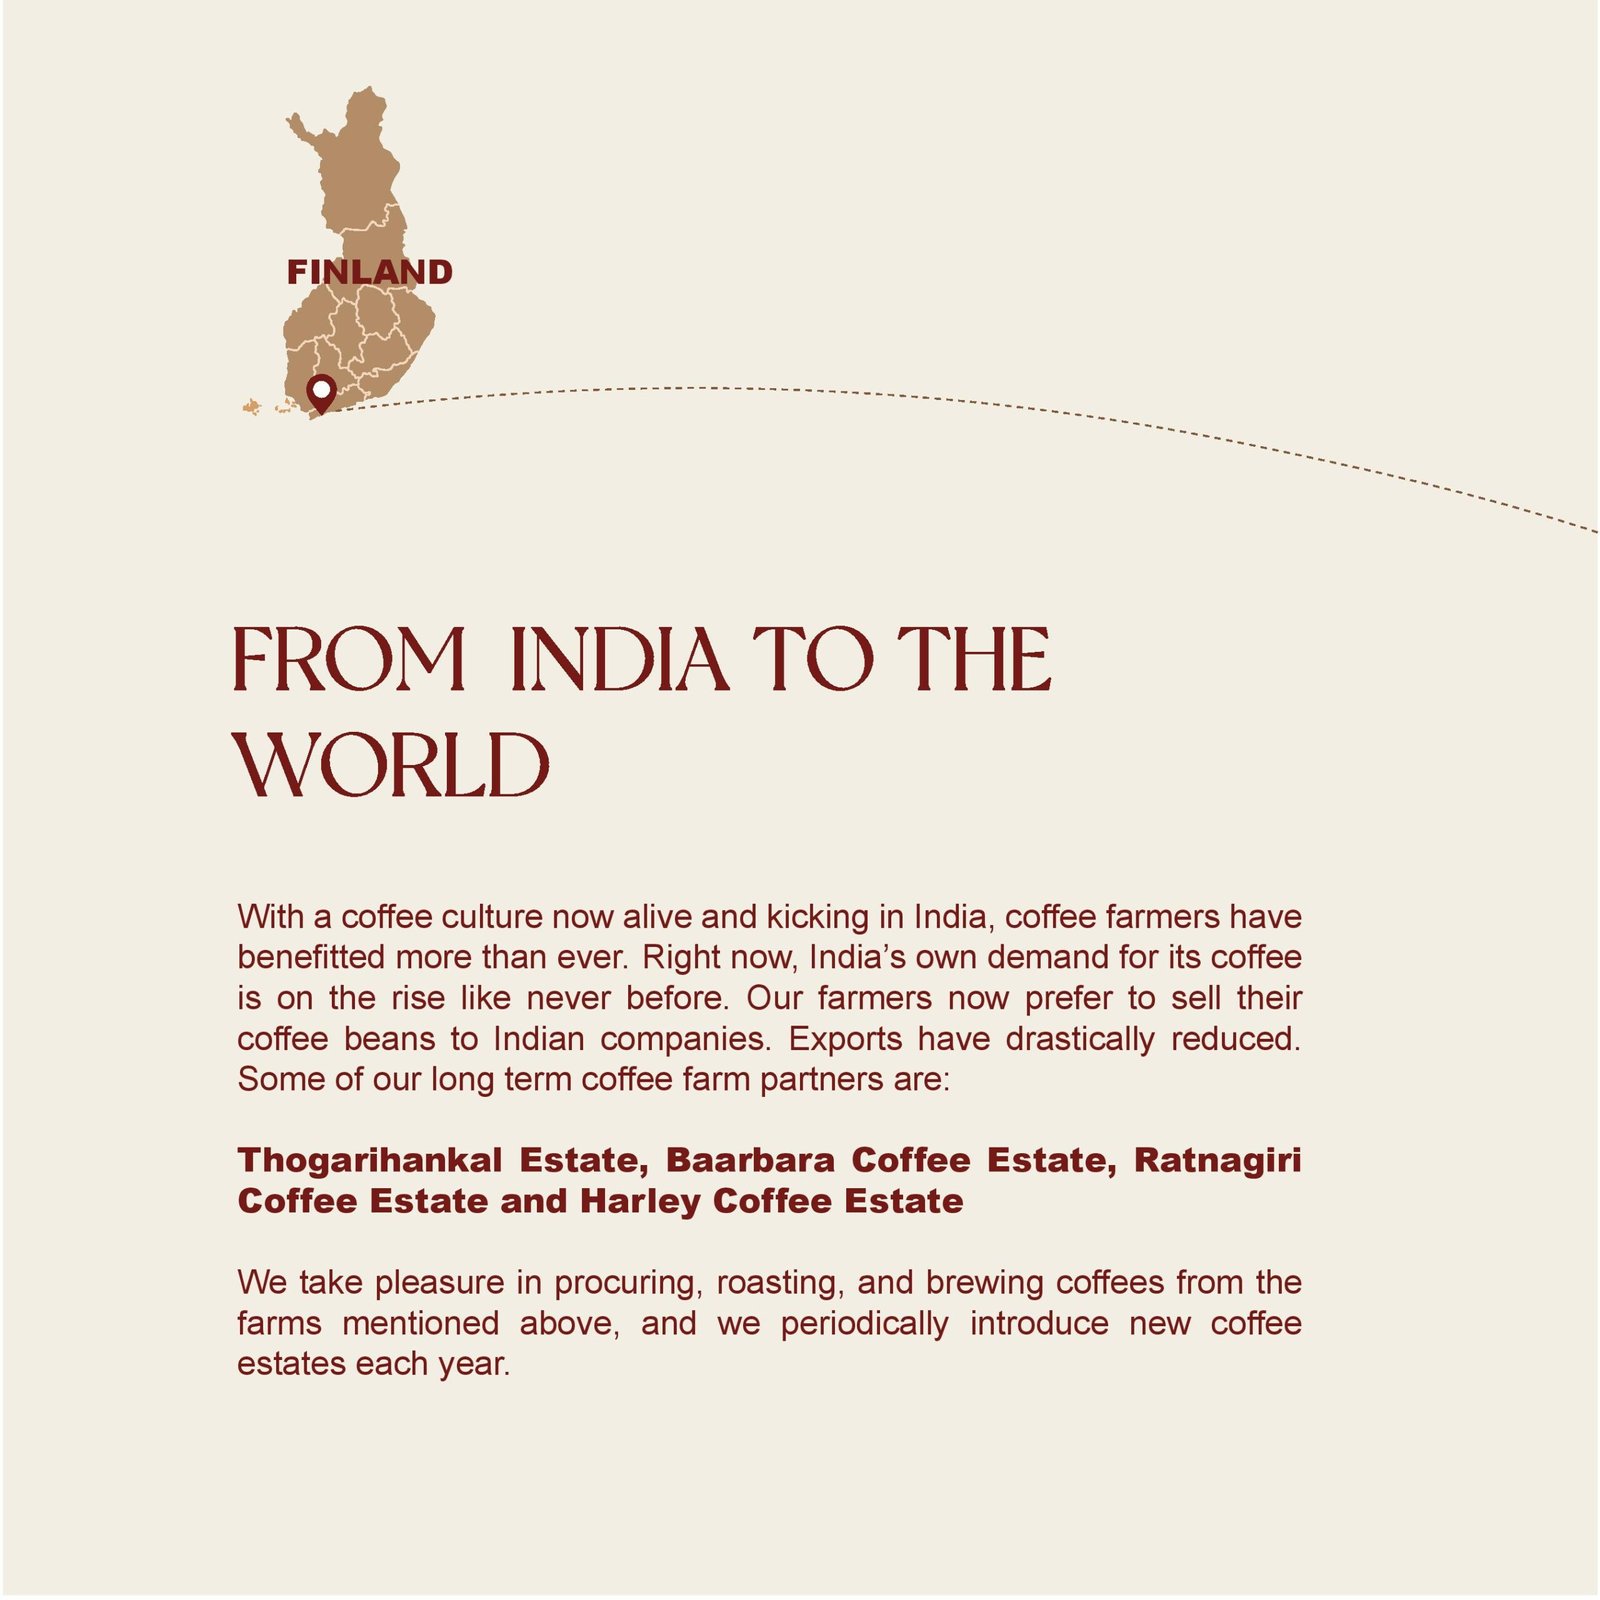 FINLAND
FROM INDIA TO THE
WORLD
With a coffee culture now alive and kicking in India, coffee farmers have
benefitted more than ever. Right now, India’s own demand for its coffee
is on the rise like never before. Our farmers now prefer to sell their
coffee beans to Indian companies. Exports have drastically reduced.
Some of our long term coffee farm partners are:
Thogarihankal Estate, Baarbara Coffee Estate, Ratnagiri
Coffee Estate and Harley Coffee Estate
We take pleasure in procuring, roasting, and brewing coffees from the
farms mentioned above, and we periodically introduce new coffee
estates each year.